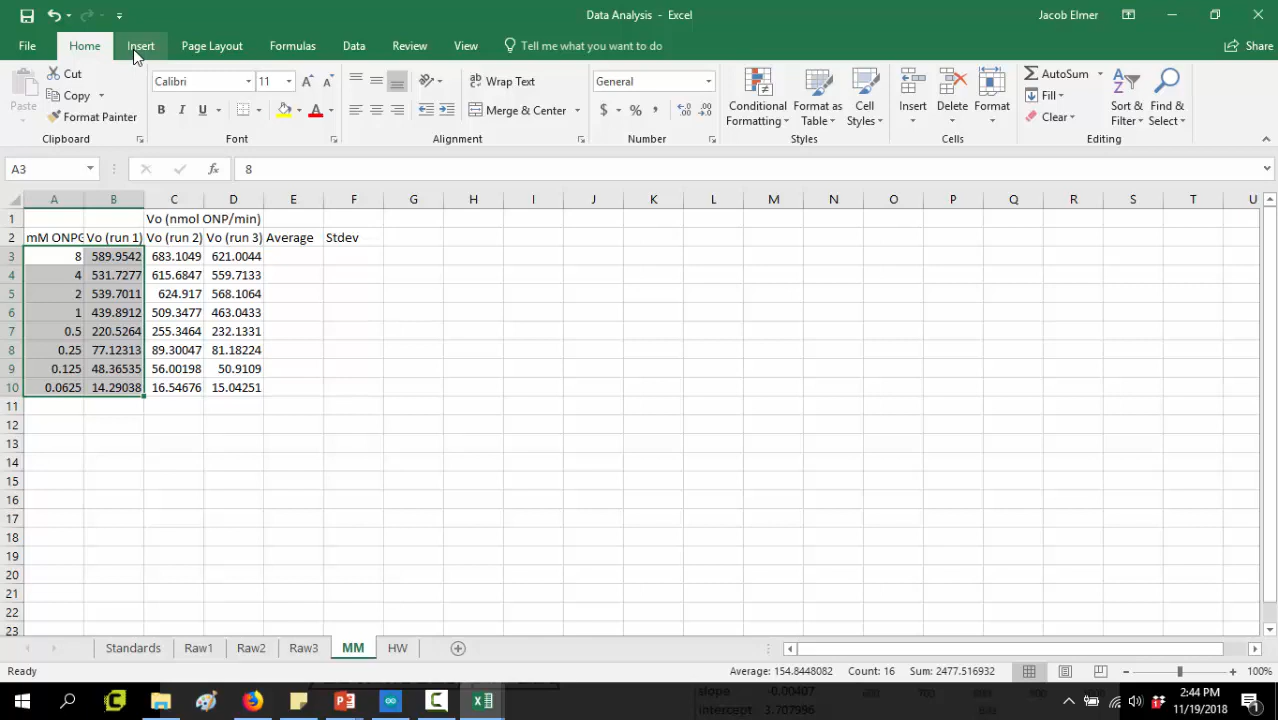 Data Analysis - Excel
Jacob Elmer
File Home Insert Page Layout Formulas Data Review View Tell me what you want to do Share
Paste
Cut
Copy
Format Painter
Calibri 11
B I U
Wrap Text
Merge & Center
General
$ % ,
Conditional Formatting
Format as Table
Cell Styles
Insert
Delete
Format
AutoSum
Fill
Clear
Sort & Filter
Find & Select
Clipboard Font Alignment Number Styles Cells Editing
A3 fx 8
A B C D E F G H I J K L M N O P Q R S T U
1 Vo (nmol ONP/min)
2 mM ONPG Vo (run 1) Vo (run 2) Vo (run 3) Average Stdev
3 8 589.9542 683.1049 621.0044
4 4 531.7277 615.6847 559.7133
5 2 539.7011 624.917 568.1064
6 1 439.8912 509.3477 463.0433
7 0.5 220.5264 255.3464 232.1331
8 0.25 77.12313 89.30047 81.18224
9 0.125 48.36535 56.00198 50.9109
10 0.0625 14.29038 16.54676 15.04251
11
12
13
14
15
16
17
18
19
20
21
22
23
Standards Raw1 Raw2 Raw3 MM HW
Ready Average: 154.8448082 Count: 16 Sum: 2477.516932 100%
slope -0.00407
intercept 3.707996
2:44 PM
11/19/2018